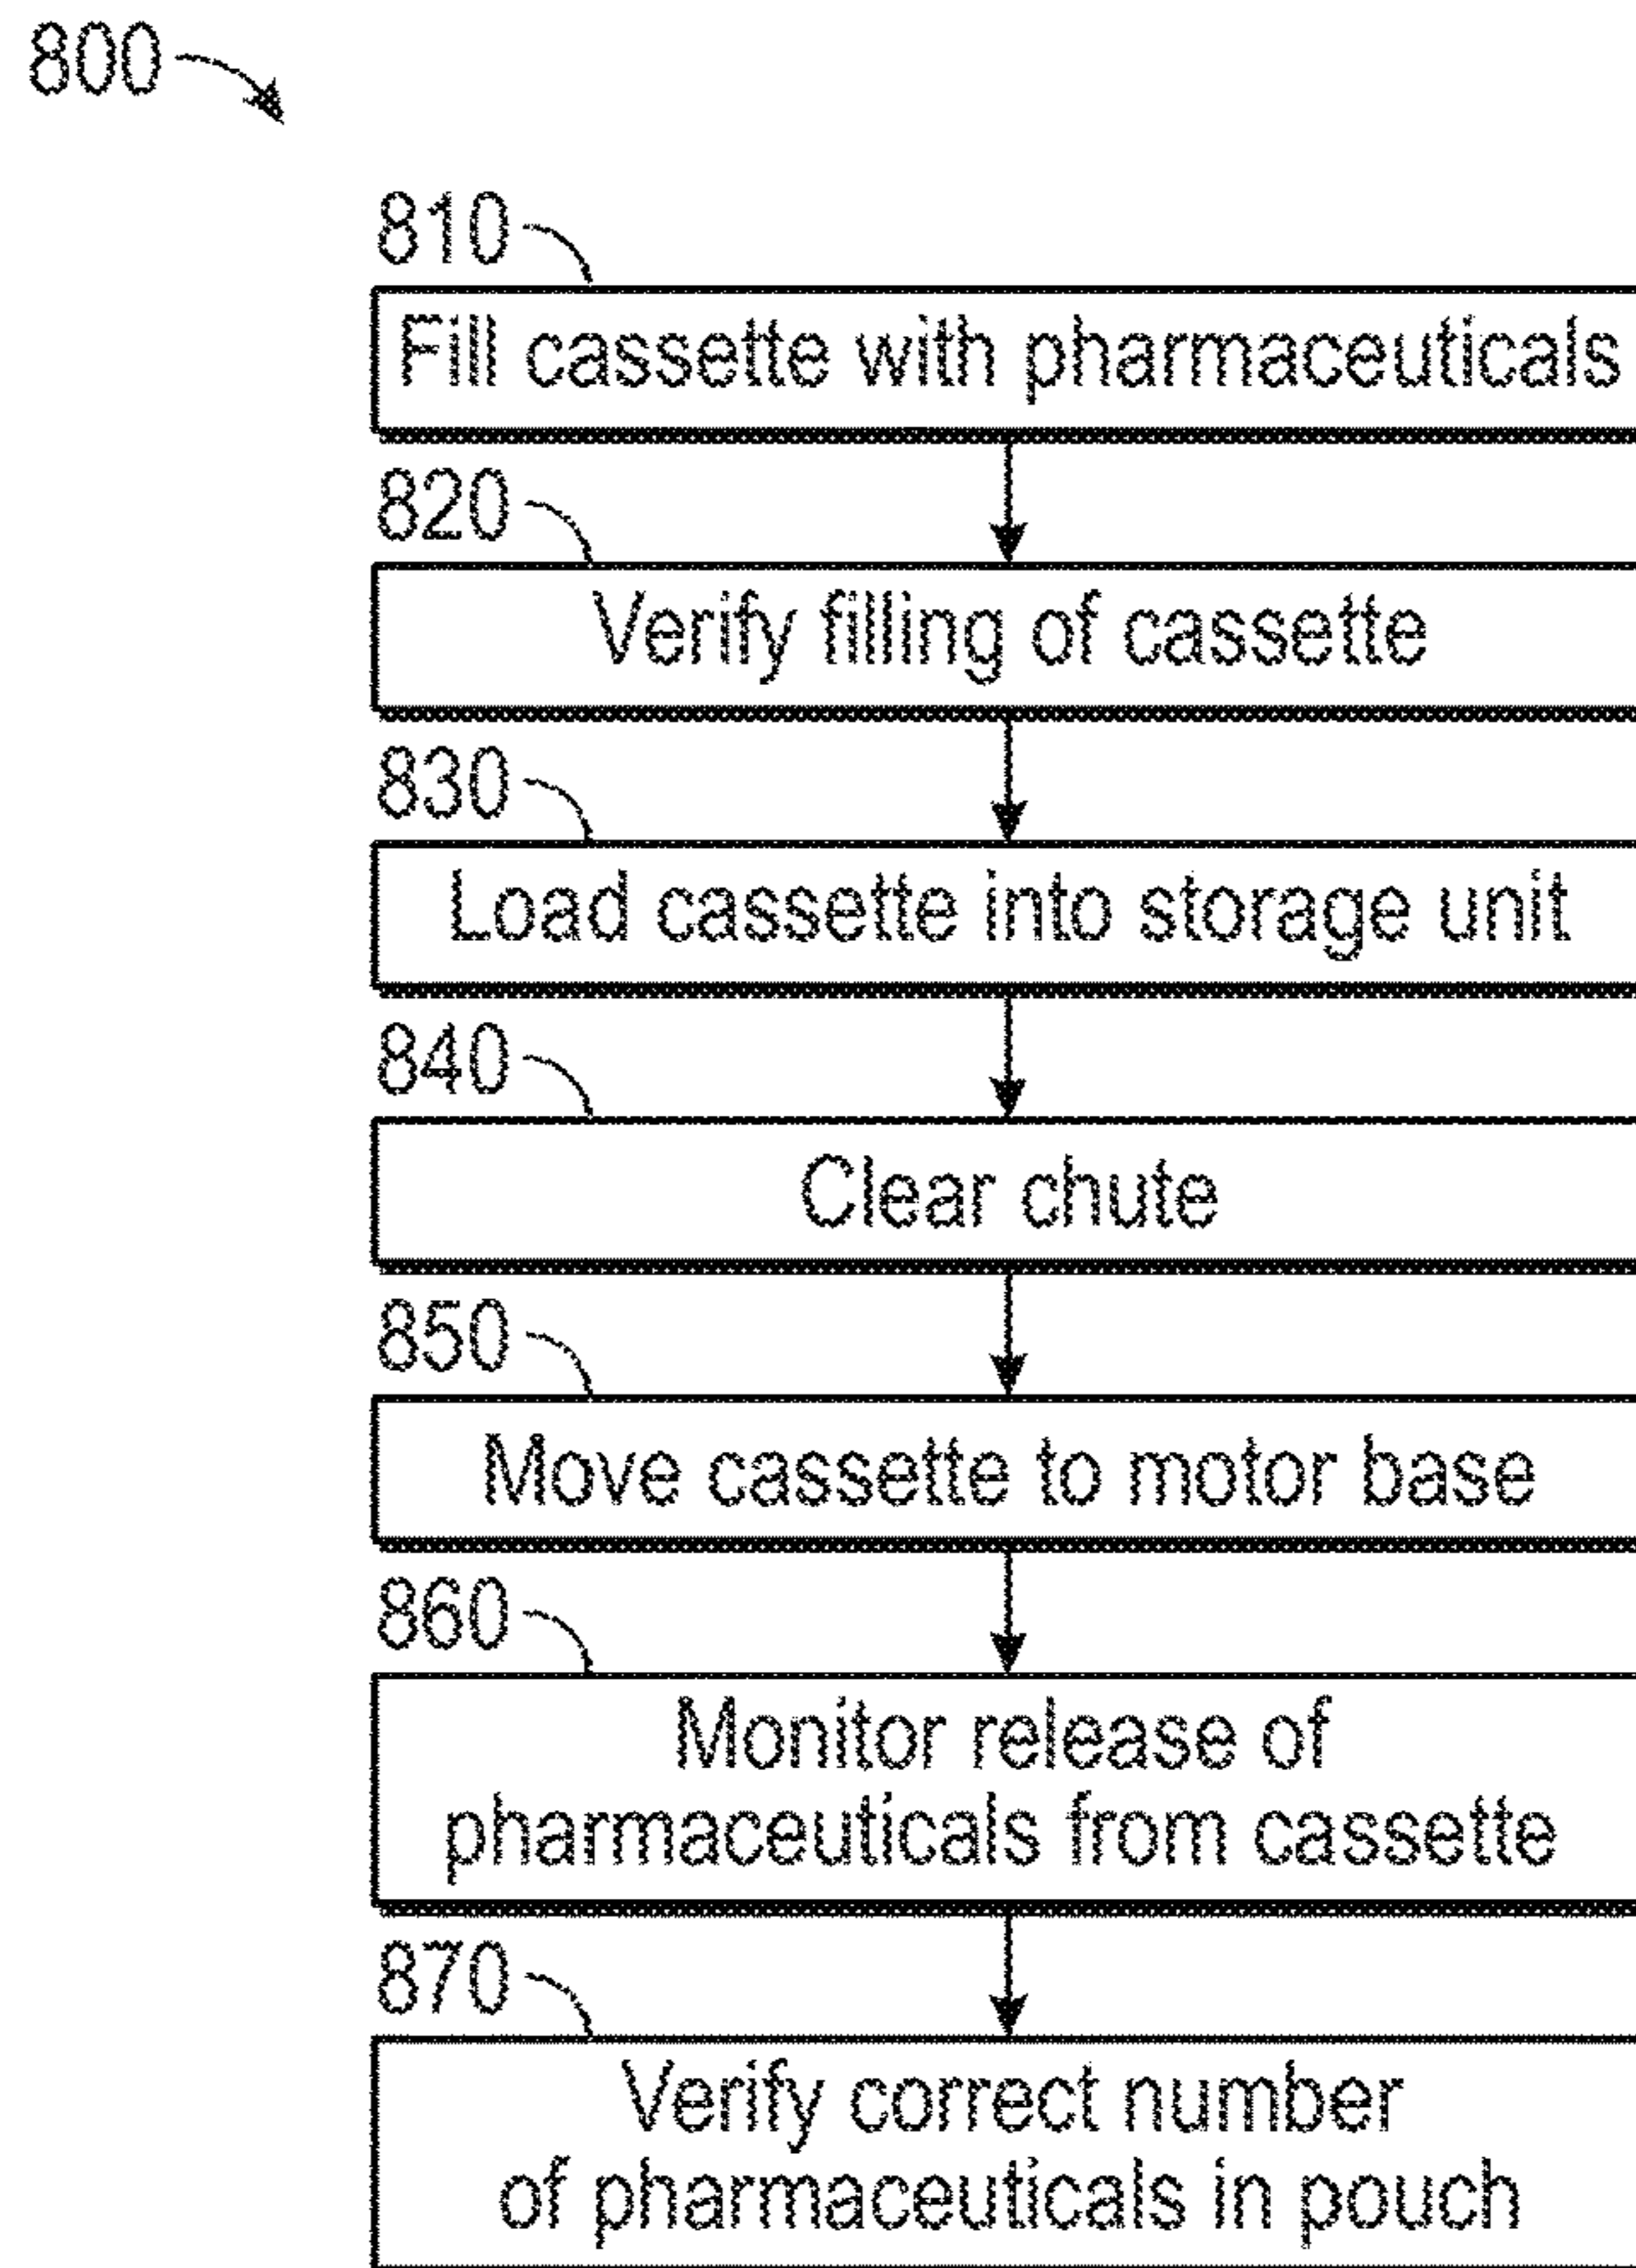 800
810
Fill cassette with pharmaceuticals
820
Verify filling of cassette
830
Load cassette into storage unit
840
Clear chute
850
Move cassette to motor base
860
Monitor release of
pharmaceuticals from cassette
870
Verify correct number
of pharmaceuticals in pouch